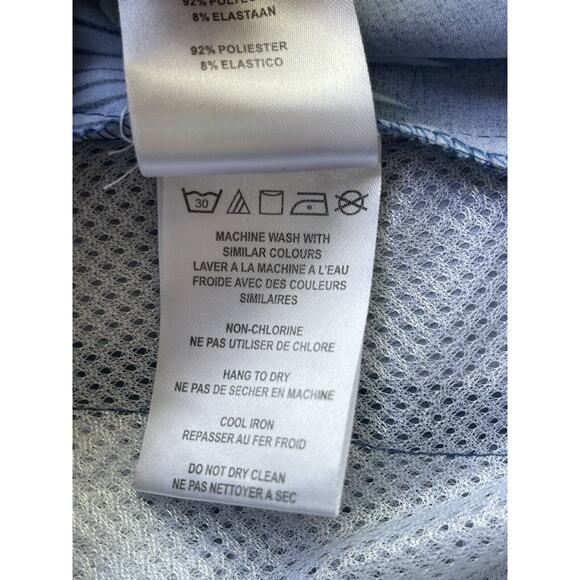 8% ELASTAAN
92% POLIESTER
8% ELASTICO
30
MACHINE WASH WITH
SIMILAR COLOURS
LAVER A LA MACHINE A L'EAU
FROIDE AVEC DES COULEURS
SIMILAIRES
NON-CHLORINE
NE PAS UTILISER DE CHLORE
HANG TO DRY
NE PAS DE SECHER EN MACHINE
COOL IRON
REPASSER AU FER FROID
DO NOT DRY CLEAN
NE PAS NETTOYER A SEC